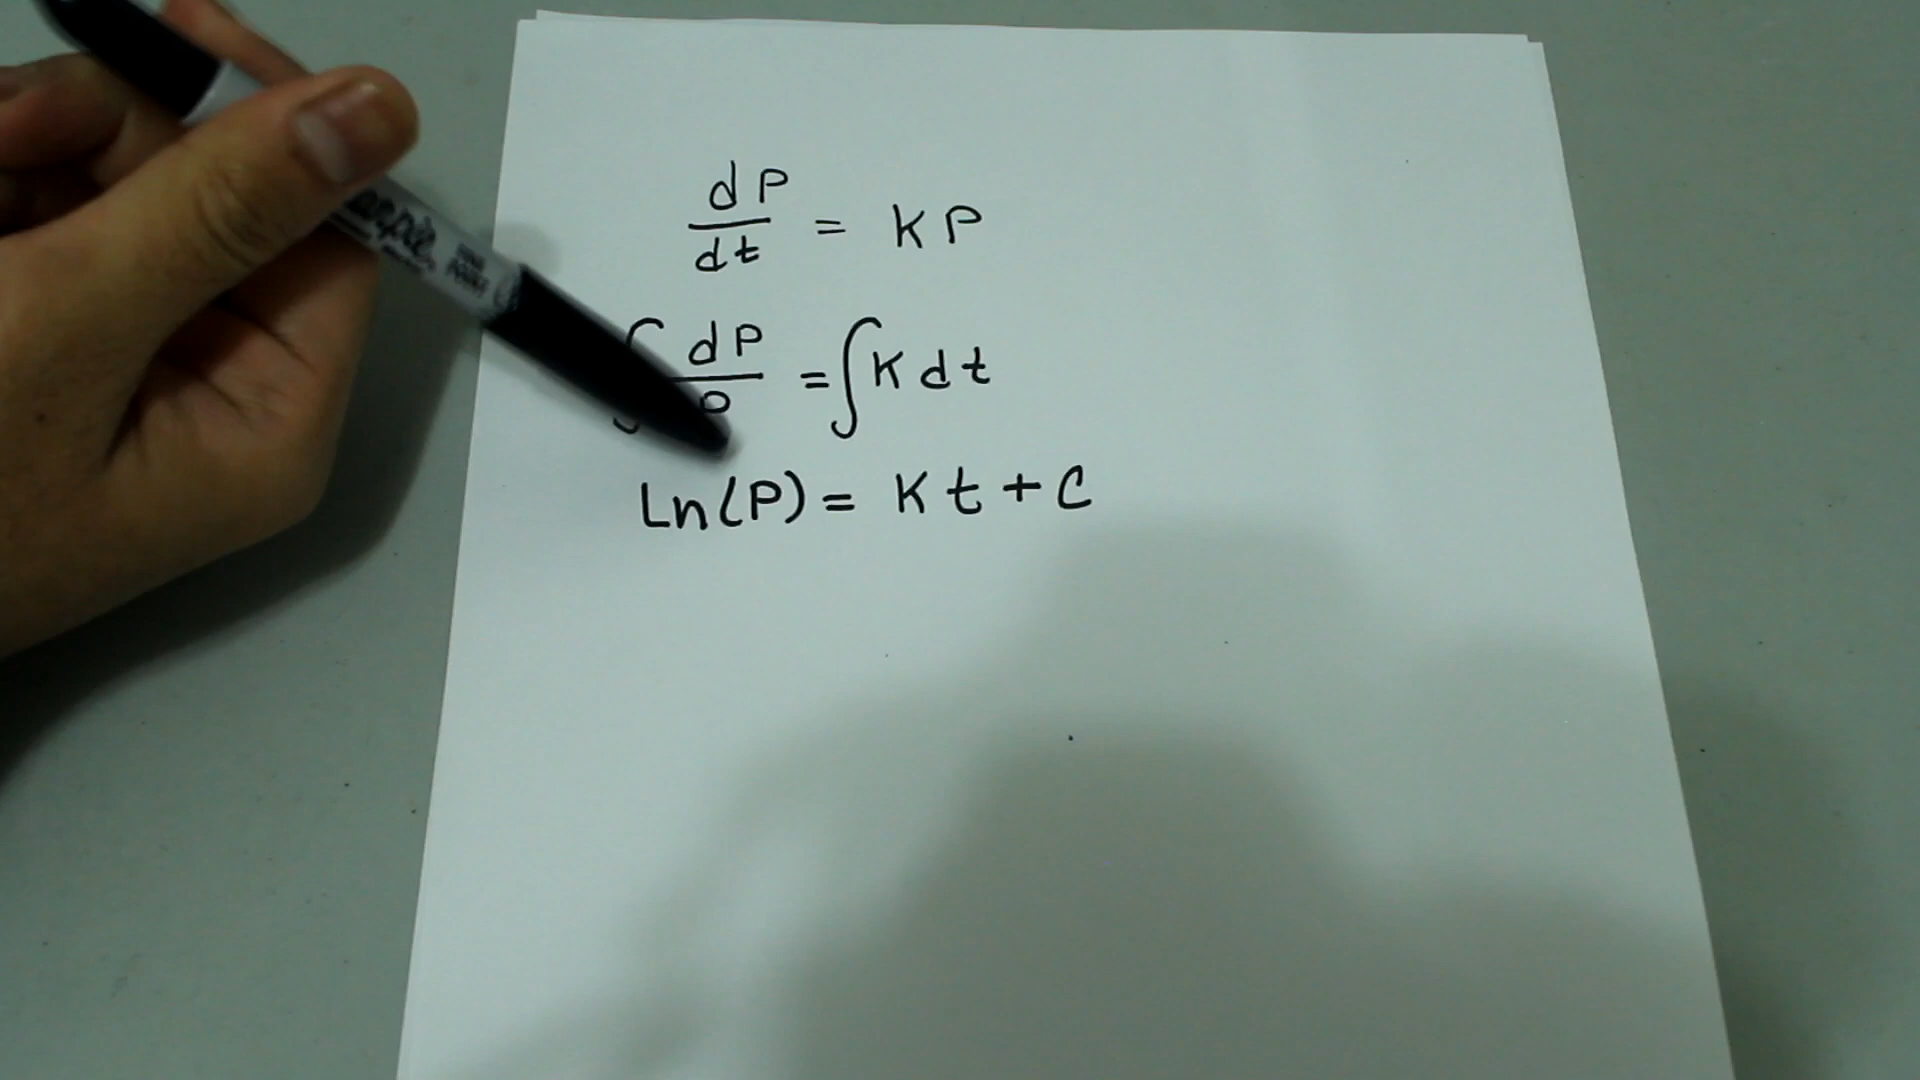 dP/dt = KP
∫ dP/P = ∫ K dt
Ln(P) = Kt + C